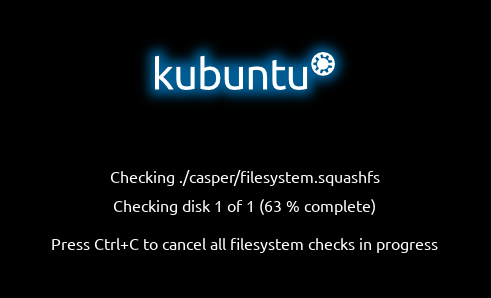 kubuntu
Checking ./casper/filesystem.squashfs
Checking disk 1 of 1 (63 % complete)
Press Ctrl+C to cancel all filesystem checks in progress